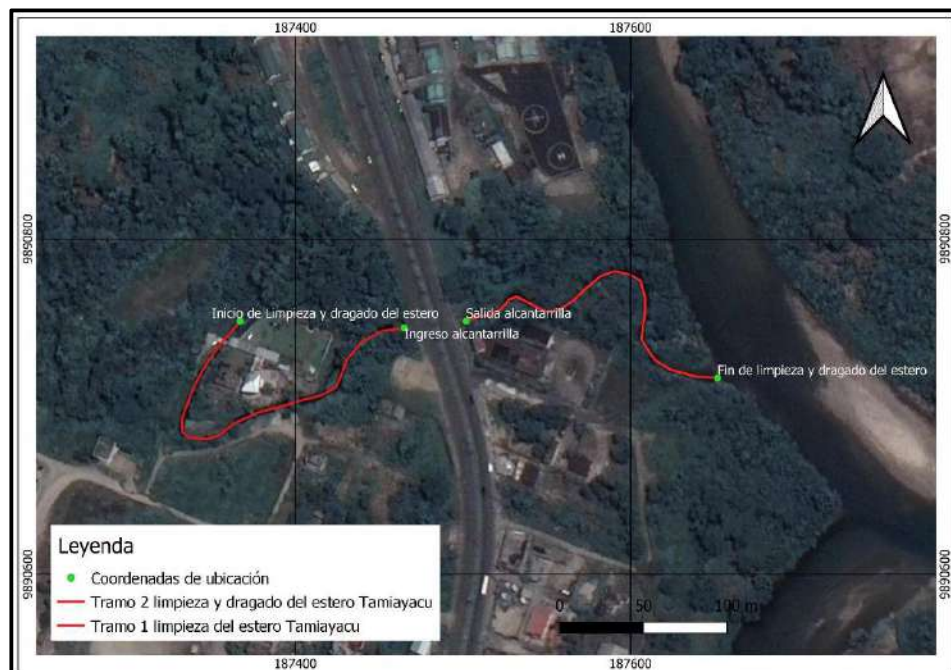 187400 187600
9890800 9890800
Inicio de Limpieza y dragado del estero
Salida alcantarrilla
Ingreso alcantarrilla
Fin de limpieza y dragado del estero
Leyenda
Coordenadas de ubicación
Tramo 2 limpieza y dragado del estero Tamiayacu
Tramo 1 limpieza del estero Tamiayacu
9890600 9890600
0 50 100 m
187400 187600
H